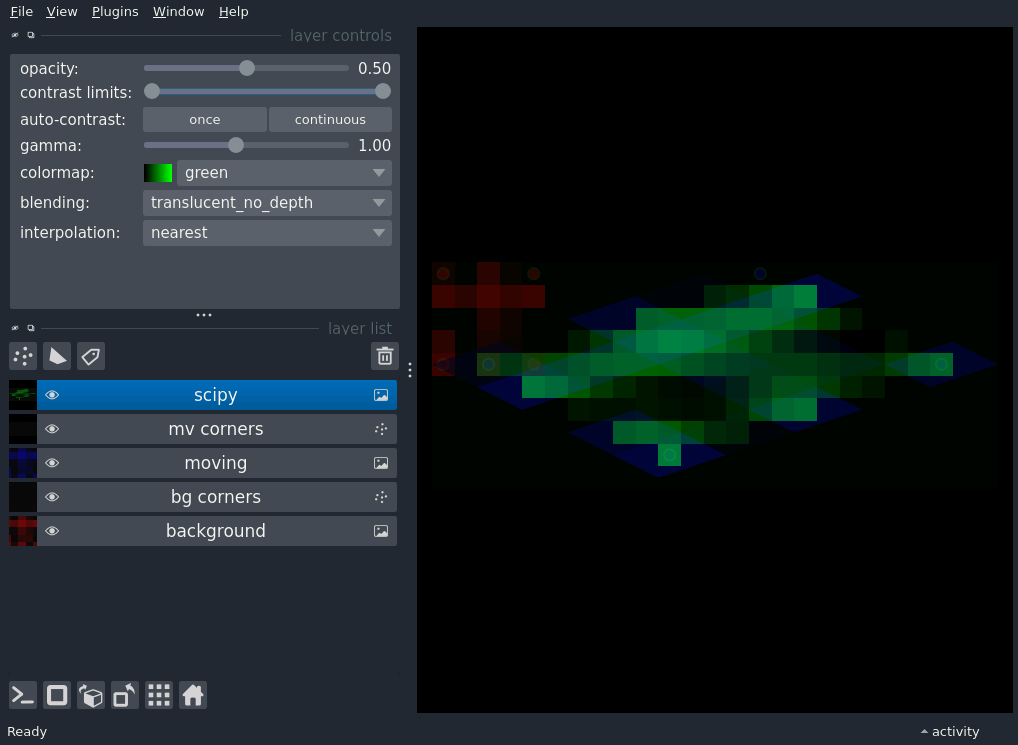 File View Plugins Window Help
layer controls
opacity: 0.50
contrast limits:
auto-contrast: once continuous
gamma: 1.00
colormap: green
blending: translucent_no_depth
interpolation: nearest
layer list
scipy
mv corners
moving
bg corners
background
Ready activity